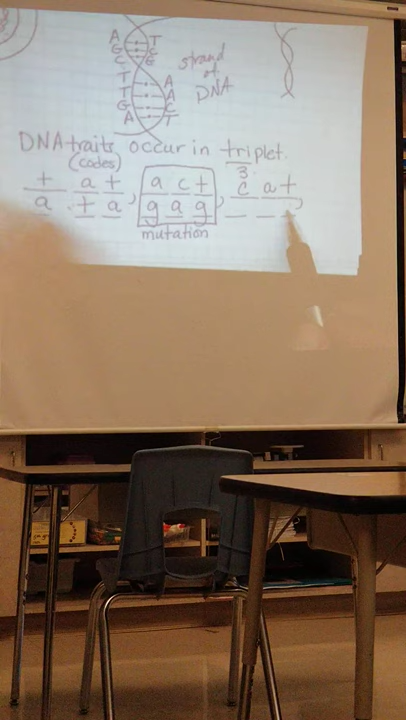 A T
G C
C G
T A
T A
G C
A T
strand
of
DNA
DNA traits occur in triplet.
(codes) 3
t a t , a c t , c a t ,
a t a g a g
mutation